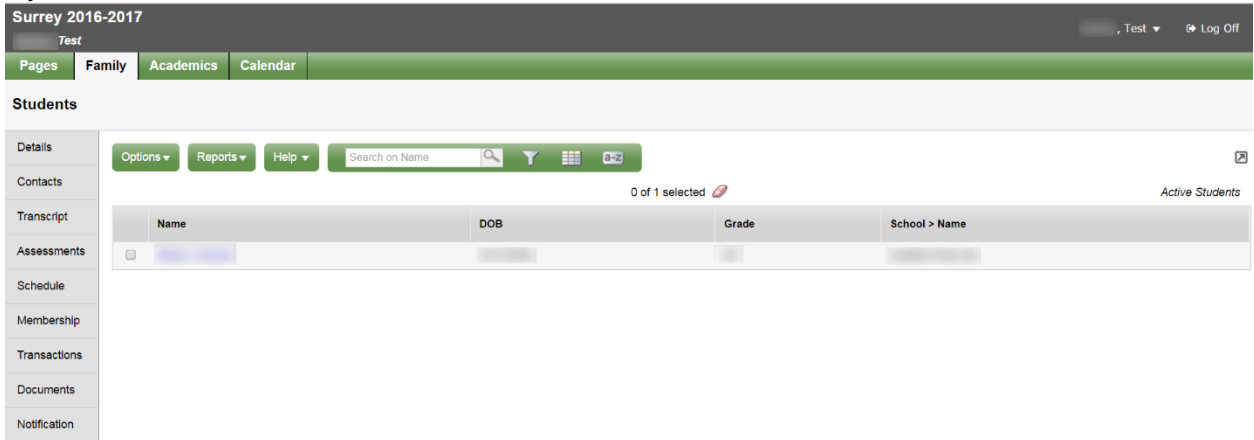 Surrey 2016-2017
Test
, Test
Log Off
Pages Family Academics Calendar
Students
Details
Contacts
Transcript
Assessments
Schedule
Membership
Transactions
Documents
Notification
Options Reports Help Search on Name a-z
0 of 1 selected
Active Students
Name DOB Grade School > Name